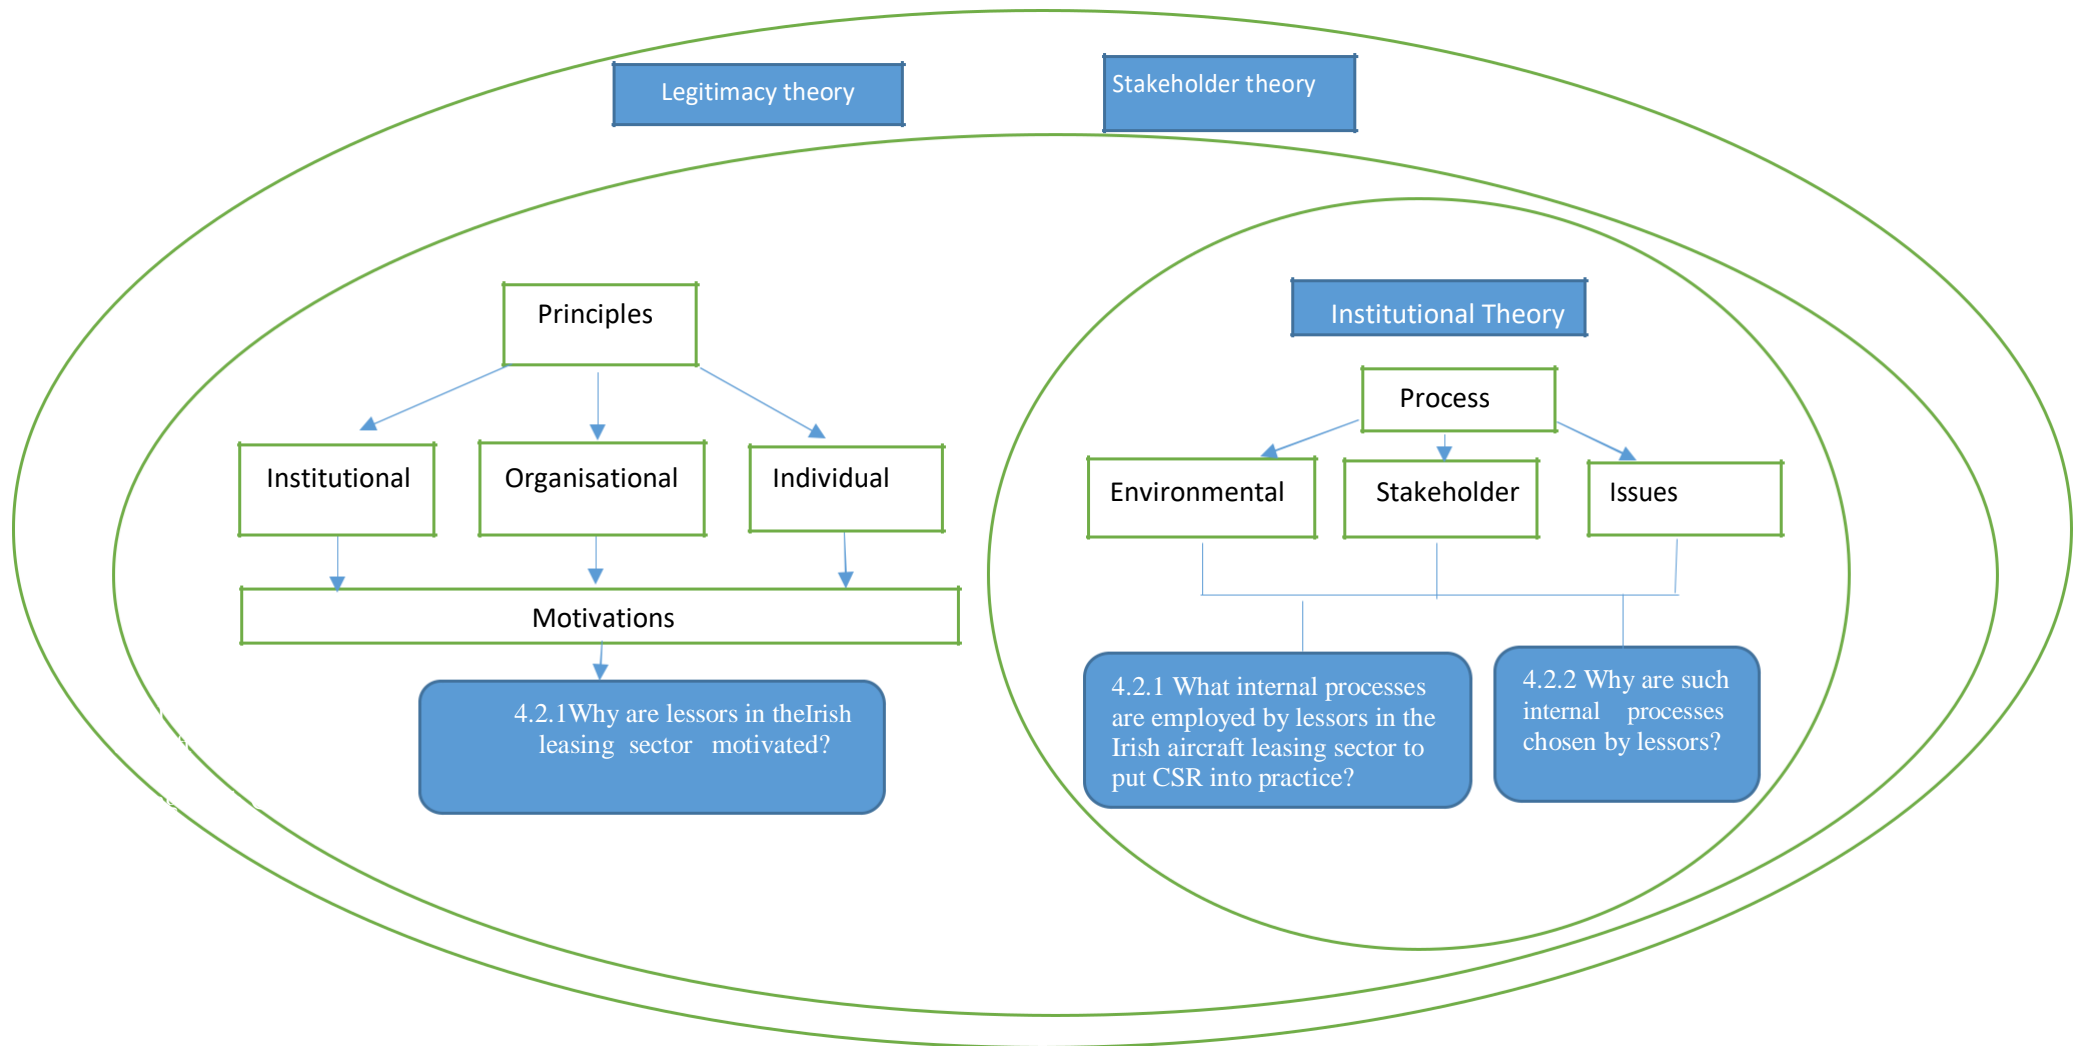 Legitimacy theory
Stakeholder theory
Principles
Institutional Theory
Process
Institutional
Organisational
Individual
Environmental
Stakeholder
Issues
Motivations
4.2.1Why are lessors in theIrish
leasing sector motivated?
4.2.1 What internal processes
are employed by lessors in the
Irish aircraft leasing sector to
put CSR into practice?
4.2.2 Why are such
internal processes
chosen by lessors?